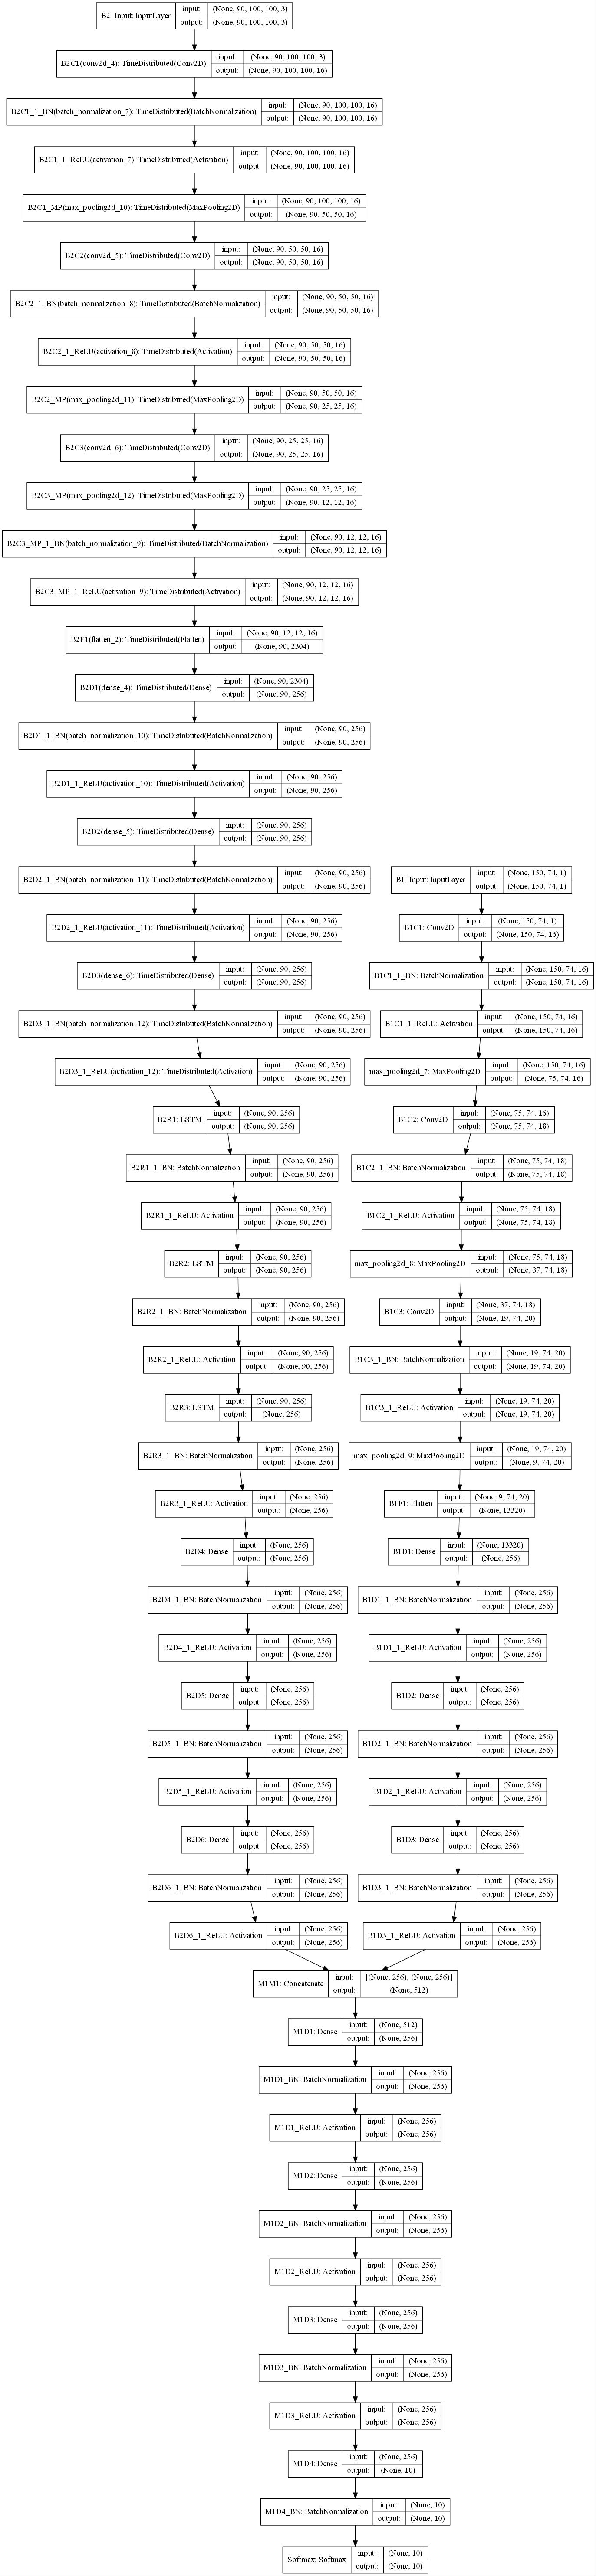 B2_Input: InputLayer
input: (None, 90, 100, 100, 3)
output: (None, 90, 100, 100, 3)
B2C1(conv2d_4): TimeDistributed(Conv2D)
input: (None, 90, 100, 100, 3)
output: (None, 90, 100, 100, 16)
B2C1_1_BN(batch_normalization_7): TimeDistributed(BatchNormalization)
input: (None, 90, 100, 100, 16)
output: (None, 90, 100, 100, 16)
B2C1_1_ReLU(activation_7): TimeDistributed(Activation)
input: (None, 90, 100, 100, 16)
output: (None, 90, 100, 100, 16)
B2C1_MP(max_pooling2d_10): TimeDistributed(MaxPooling2D)
input: (None, 90, 100, 100, 16)
output: (None, 90, 50, 50, 16)
B2C2(conv2d_5): TimeDistributed(Conv2D)
input: (None, 90, 50, 50, 16)
output: (None, 90, 50, 50, 16)
B2C2_1_BN(batch_normalization_8): TimeDistributed(BatchNormalization)
input: (None, 90, 50, 50, 16)
output: (None, 90, 50, 50, 16)
B2C2_1_ReLU(activation_8): TimeDistributed(Activation)
input: (None, 90, 50, 50, 16)
output: (None, 90, 50, 50, 16)
B2C2_MP(max_pooling2d_11): TimeDistributed(MaxPooling2D)
input: (None, 90, 50, 50, 16)
output: (None, 90, 25, 25, 16)
B2C3(conv2d_6): TimeDistributed(Conv2D)
input: (None, 90, 25, 25, 16)
output: (None, 90, 25, 25, 16)
B2C3_MP(max_pooling2d_12): TimeDistributed(MaxPooling2D)
input: (None, 90, 25, 25, 16)
output: (None, 90, 12, 12, 16)
B2C3_MP_1_BN(batch_normalization_9): TimeDistributed(BatchNormalization)
input: (None, 90, 12, 12, 16)
output: (None, 90, 12, 12, 16)
B2C3_MP_1_ReLU(activation_9): TimeDistributed(Activation)
input: (None, 90, 12, 12, 16)
output: (None, 90, 12, 12, 16)
B2F1(flatten_2): TimeDistributed(Flatten)
input: (None, 90, 12, 12, 16)
output: (None, 90, 2304)
B2D1(dense_4): TimeDistributed(Dense)
input: (None, 90, 2304)
output: (None, 90, 256)
B2D1_1_BN(batch_normalization_10): TimeDistributed(BatchNormalization)
input: (None, 90, 256)
output: (None, 90, 256)
B2D1_1_ReLU(activation_10): TimeDistributed(Activation)
input: (None, 90, 256)
output: (None, 90, 256)
B2D2(dense_5): TimeDistributed(Dense)
input: (None, 90, 256)
output: (None, 90, 256)
B2D2_1_BN(batch_normalization_11): TimeDistributed(BatchNormalization)
input: (None, 90, 256)
output: (None, 90, 256)
B2D2_1_ReLU(activation_11): TimeDistributed(Activation)
input: (None, 90, 256)
output: (None, 90, 256)
B2D3(dense_6): TimeDistributed(Dense)
input: (None, 90, 256)
output: (None, 90, 256)
B2D3_1_BN(batch_normalization_12): TimeDistributed(BatchNormalization)
input: (None, 90, 256)
output: (None, 90, 256)
B2D3_1_ReLU(activation_12): TimeDistributed(Activation)
input: (None, 90, 256)
output: (None, 90, 256)
B2R1: LSTM
input: (None, 90, 256)
output: (None, 90, 256)
B2R1_1_BN: BatchNormalization
input: (None, 90, 256)
output: (None, 90, 256)
B2R1_1_ReLU: Activation
input: (None, 90, 256)
output: (None, 90, 256)
B2R2: LSTM
input: (None, 90, 256)
output: (None, 90, 256)
B2R2_1_BN: BatchNormalization
input: (None, 90, 256)
output: (None, 90, 256)
B2R2_1_ReLU: Activation
input: (None, 90, 256)
output: (None, 90, 256)
B2R3: LSTM
input: (None, 90, 256)
output: (None, 256)
B2R3_1_BN: BatchNormalization
input: (None, 256)
output: (None, 256)
B2R3_1_ReLU: Activation
input: (None, 256)
output: (None, 256)
B2D4: Dense
input: (None, 256)
output: (None, 256)
B2D4_1_BN: BatchNormalization
input: (None, 256)
output: (None, 256)
B2D4_1_ReLU: Activation
input: (None, 256)
output: (None, 256)
B2D5: Dense
input: (None, 256)
output: (None, 256)
B2D5_1_BN: BatchNormalization
input: (None, 256)
output: (None, 256)
B2D5_1_ReLU: Activation
input: (None, 256)
output: (None, 256)
B2D6: Dense
input: (None, 256)
output: (None, 256)
B2D6_1_BN: BatchNormalization
input: (None, 256)
output: (None, 256)
B2D6_1_ReLU: Activation
input: (None, 256)
output: (None, 256)
B1_Input: InputLayer
input: (None, 150, 74, 1)
output: (None, 150, 74, 1)
B1C1: Conv2D
input: (None, 150, 74, 1)
output: (None, 150, 74, 16)
B1C1_1_BN: BatchNormalization
input: (None, 150, 74, 16)
output: (None, 150, 74, 16)
B1C1_1_ReLU: Activation
input: (None, 150, 74, 16)
output: (None, 150, 74, 16)
max_pooling2d_7: MaxPooling2D
input: (None, 150, 74, 16)
output: (None, 75, 74, 16)
B1C2: Conv2D
input: (None, 75, 74, 16)
output: (None, 75, 74, 18)
B1C2_1_BN: BatchNormalization
input: (None, 75, 74, 18)
output: (None, 75, 74, 18)
B1C2_1_ReLU: Activation
input: (None, 75, 74, 18)
output: (None, 75, 74, 18)
max_pooling2d_8: MaxPooling2D
input: (None, 75, 74, 18)
output: (None, 37, 74, 18)
B1C3: Conv2D
input: (None, 37, 74, 18)
output: (None, 19, 74, 20)
B1C3_1_BN: BatchNormalization
input: (None, 19, 74, 20)
output: (None, 19, 74, 20)
B1C3_1_ReLU: Activation
input: (None, 19, 74, 20)
output: (None, 19, 74, 20)
max_pooling2d_9: MaxPooling2D
input: (None, 19, 74, 20)
output: (None, 9, 74, 20)
B1F1: Flatten
input: (None, 9, 74, 20)
output: (None, 13320)
B1D1: Dense
input: (None, 13320)
output: (None, 256)
B1D1_1_BN: BatchNormalization
input: (None, 256)
output: (None, 256)
B1D1_1_ReLU: Activation
input: (None, 256)
output: (None, 256)
B1D2: Dense
input: (None, 256)
output: (None, 256)
B1D2_1_BN: BatchNormalization
input: (None, 256)
output: (None, 256)
B1D2_1_ReLU: Activation
input: (None, 256)
output: (None, 256)
B1D3: Dense
input: (None, 256)
output: (None, 256)
B1D3_1_BN: BatchNormalization
input: (None, 256)
output: (None, 256)
B1D3_1_ReLU: Activation
input: (None, 256)
output: (None, 256)
M1M1: Concatenate
input: [(None, 256), (None, 256)]
output: (None, 512)
M1D1: Dense
input: (None, 512)
output: (None, 256)
M1D1_BN: BatchNormalization
input: (None, 256)
output: (None, 256)
M1D1_ReLU: Activation
input: (None, 256)
output: (None, 256)
M1D2: Dense
input: (None, 256)
output: (None, 256)
M1D2_BN: BatchNormalization
input: (None, 256)
output: (None, 256)
M1D2_ReLU: Activation
input: (None, 256)
output: (None, 256)
M1D3: Dense
input: (None, 256)
output: (None, 256)
M1D3_BN: BatchNormalization
input: (None, 256)
output: (None, 256)
M1D3_ReLU: Activation
input: (None, 256)
output: (None, 256)
M1D4: Dense
input: (None, 256)
output: (None, 10)
M1D4_BN: BatchNormalization
input: (None, 10)
output: (None, 10)
Softmax: Softmax
input: (None, 10)
output: (None, 10)